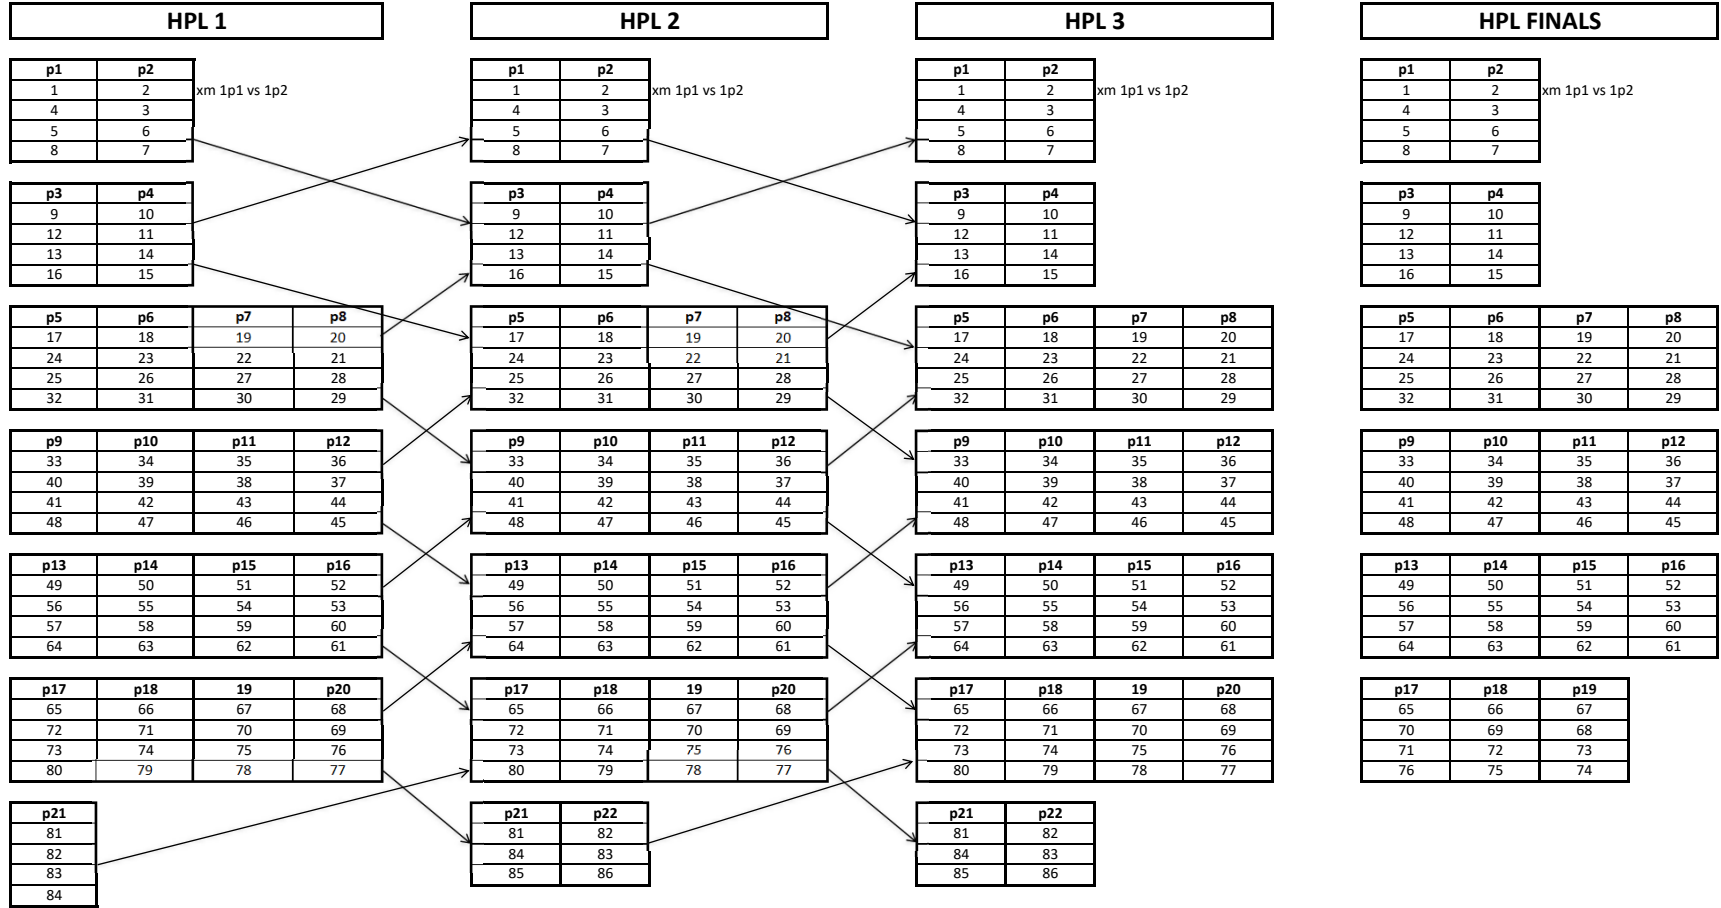 HPL 1 HPL 2 HPL 3 HPL FINALS
p1 p2 p1 p2 p1 p2 p1 p2
1 2 xm 1p1 vs 1p2 1 2 xm 1p1 vs 1p2 1 2 xm 1p1 vs 1p2 1 2 xm 1p1 vs 1p2
4 3 4 3 4 3 4 3
5 6 5 6 5 6 5 6
8 7 8 7 8 7 8 7
p3 p4 p3 p4 p3 p4 p3 p4
9 10 9 10 9 10 9 10
12 11 12 11 12 11 12 11
13 14 13 14 13 14 13 14
16 15 16 15 16 15 16 15
p5 p6 p7 p8 p5 p6 p7 p8 p5 p6 p7 p8 p5 p6 p7 p8
17 18 19 20 17 18 19 20 17 18 19 20 17 18 19 20
24 23 22 21 24 23 22 21 24 23 22 21 24 23 22 21
25 26 27 28 25 26 27 28 25 26 27 28 25 26 27 28
32 31 30 29 32 31 30 29 32 31 30 29 32 31 30 29
p9 p10 p11 p12 p9 p10 p11 p12 p9 p10 p11 p12 p9 p10 p11 p12
33 34 35 36 33 34 35 36 33 34 35 36 33 34 35 36
40 39 38 37 40 39 38 37 40 39 38 37 40 39 38 37
41 42 43 44 41 42 43 44 41 42 43 44 41 42 43 44
48 47 46 45 48 47 46 45 48 47 46 45 48 47 46 45
p13 p14 p15 p16 p13 p14 p15 p16 p13 p14 p15 p16 p13 p14 p15 p16
49 50 51 52 49 50 51 52 49 50 51 52 49 50 51 52
56 55 54 53 56 55 54 53 56 55 54 53 56 55 54 53
57 58 59 60 57 58 59 60 57 58 59 60 57 58 59 60
64 63 62 61 64 63 62 61 64 63 62 61 64 63 62 61
p17 p18 19 p20 p17 p18 19 p20 p17 p18 19 p20 p17 p18 p19
65 66 67 68 65 66 67 68 65 66 67 68 65 66 67
72 71 70 69 72 71 70 69 72 71 70 69 70 69 68
73 74 75 76 73 74 75 76 73 74 75 76 71 72 73
80 79 78 77 80 79 78 77 80 79 78 77 76 75 74
p21 p21 p22 p21 p22
81 81 82 81 82
82 84 83 84 83
83 85 86 85 86
84